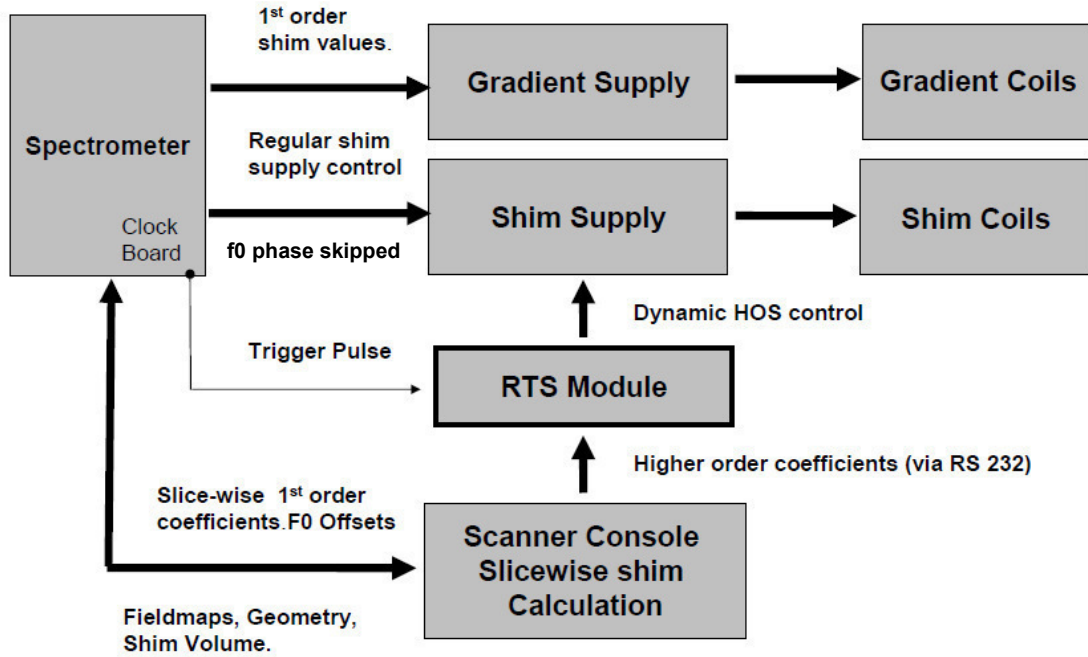 1st order
shim values.
Gradient Supply
Gradient Coils
Spectrometer
Regular shim
supply control
Shim Supply
Shim Coils
Clock
Board
f0 phase skipped
Dynamic HOS control
Trigger Pulse
RTS Module
Higher order coefficients (via RS 232)
Slice-wise 1st order
coefficients.F0 Offsets
Scanner Console
Slicewise shim
Calculation
Fieldmaps, Geometry,
Shim Volume.